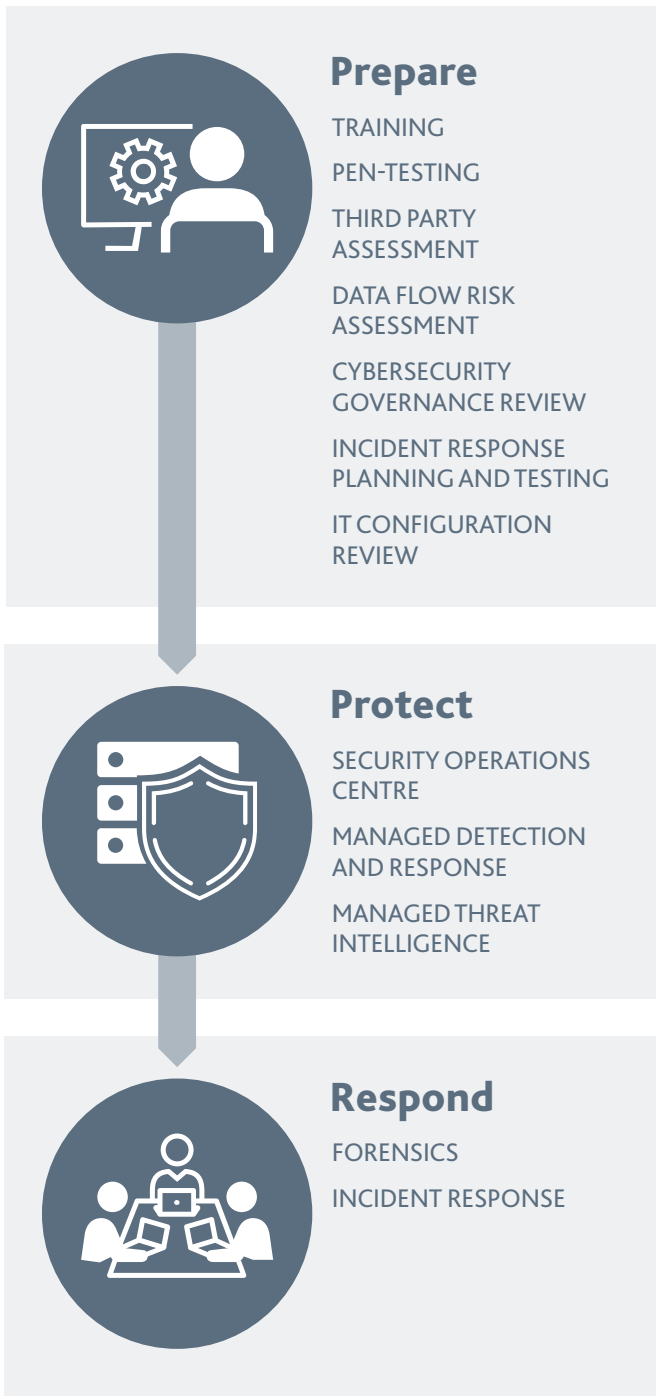 Prepare
TRAINING
PEN-TESTING
THIRD PARTY
ASSESSMENT
DATA FLOW RISK
ASSESSMENT
CYBERSECURITY
GOVERNANCE REVIEW
INCIDENT RESPONSE
PLANNING AND TESTING
IT CONFIGURATION
REVIEW
Protect
SECURITY OPERATIONS
CENTRE
MANAGED DETECTION
AND RESPONSE
MANAGED THREAT
INTELLIGENCE
Respond
FORENSICS
INCIDENT RESPONSE